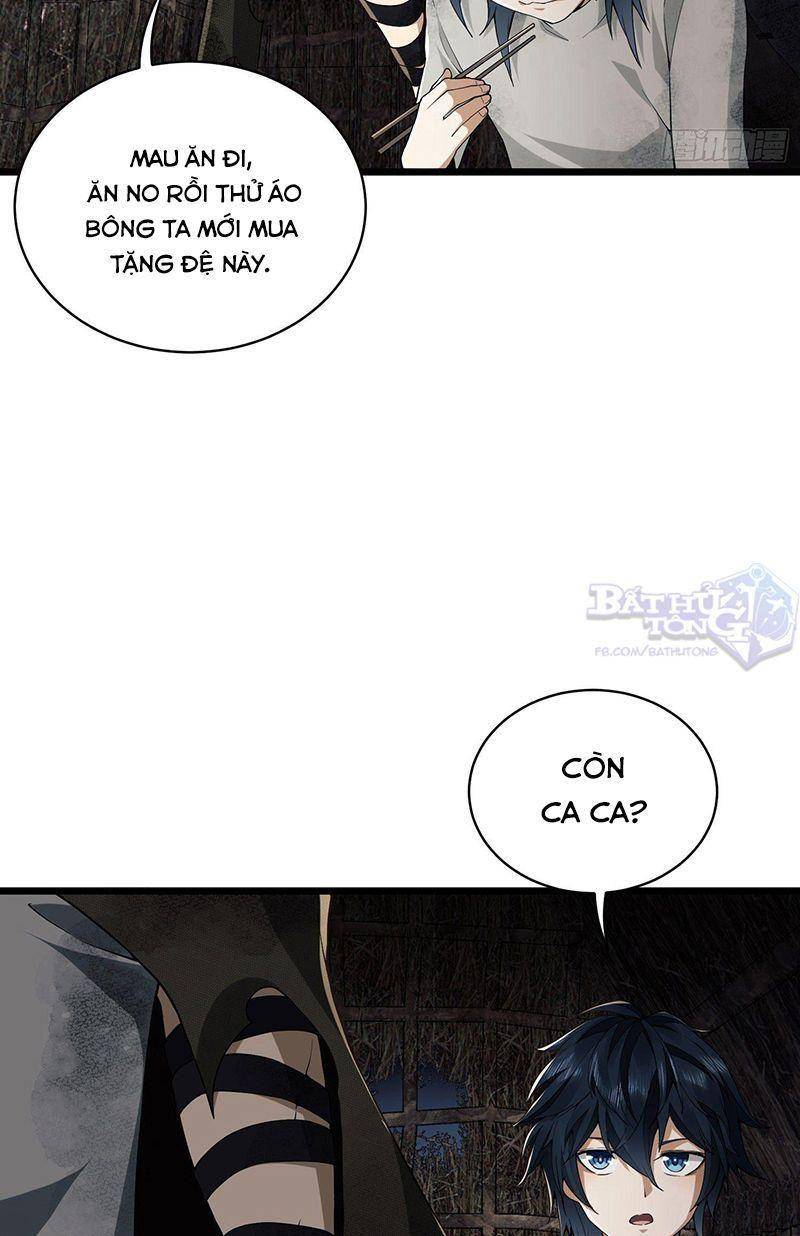 MAU ĂN ĐI,
ĂN NO RỒI THỬ ÁO
BÔNG TA MỚI MUA
TẶNG ĐỆ NÀY.
BẤT HỦ
TÔNG
FB.COM/BATHUTONG
CÒN
CA CA?